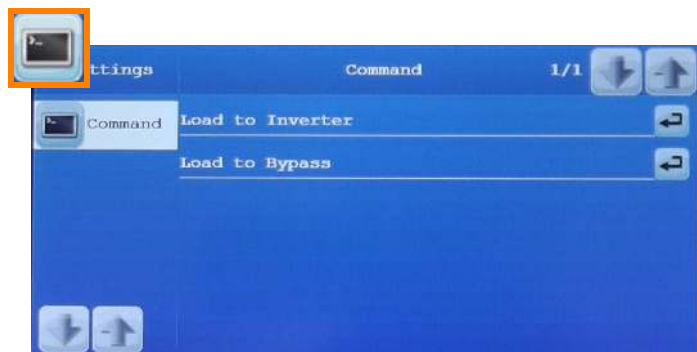 ttings Command 1/1
Command Load to Inverter
Load to Bypass